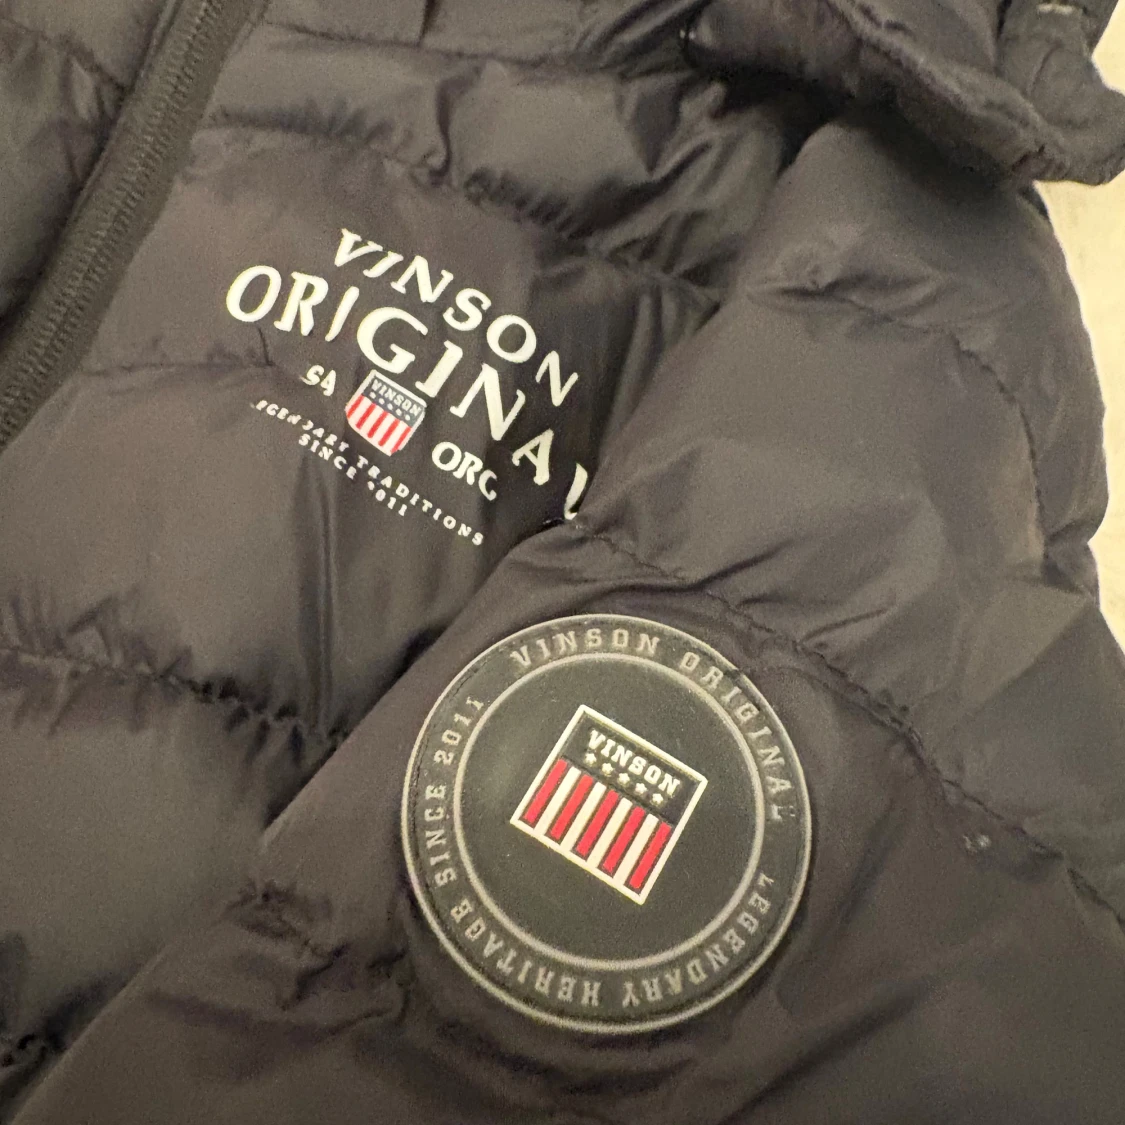 VINSON
ORIGINAL
SA VINSON ORG
LEGENDARY TRADITIONS
SINCE 2011
VINSON ORIGINAL
LEGENDARY HERITAGE SINCE 2011
VINSON